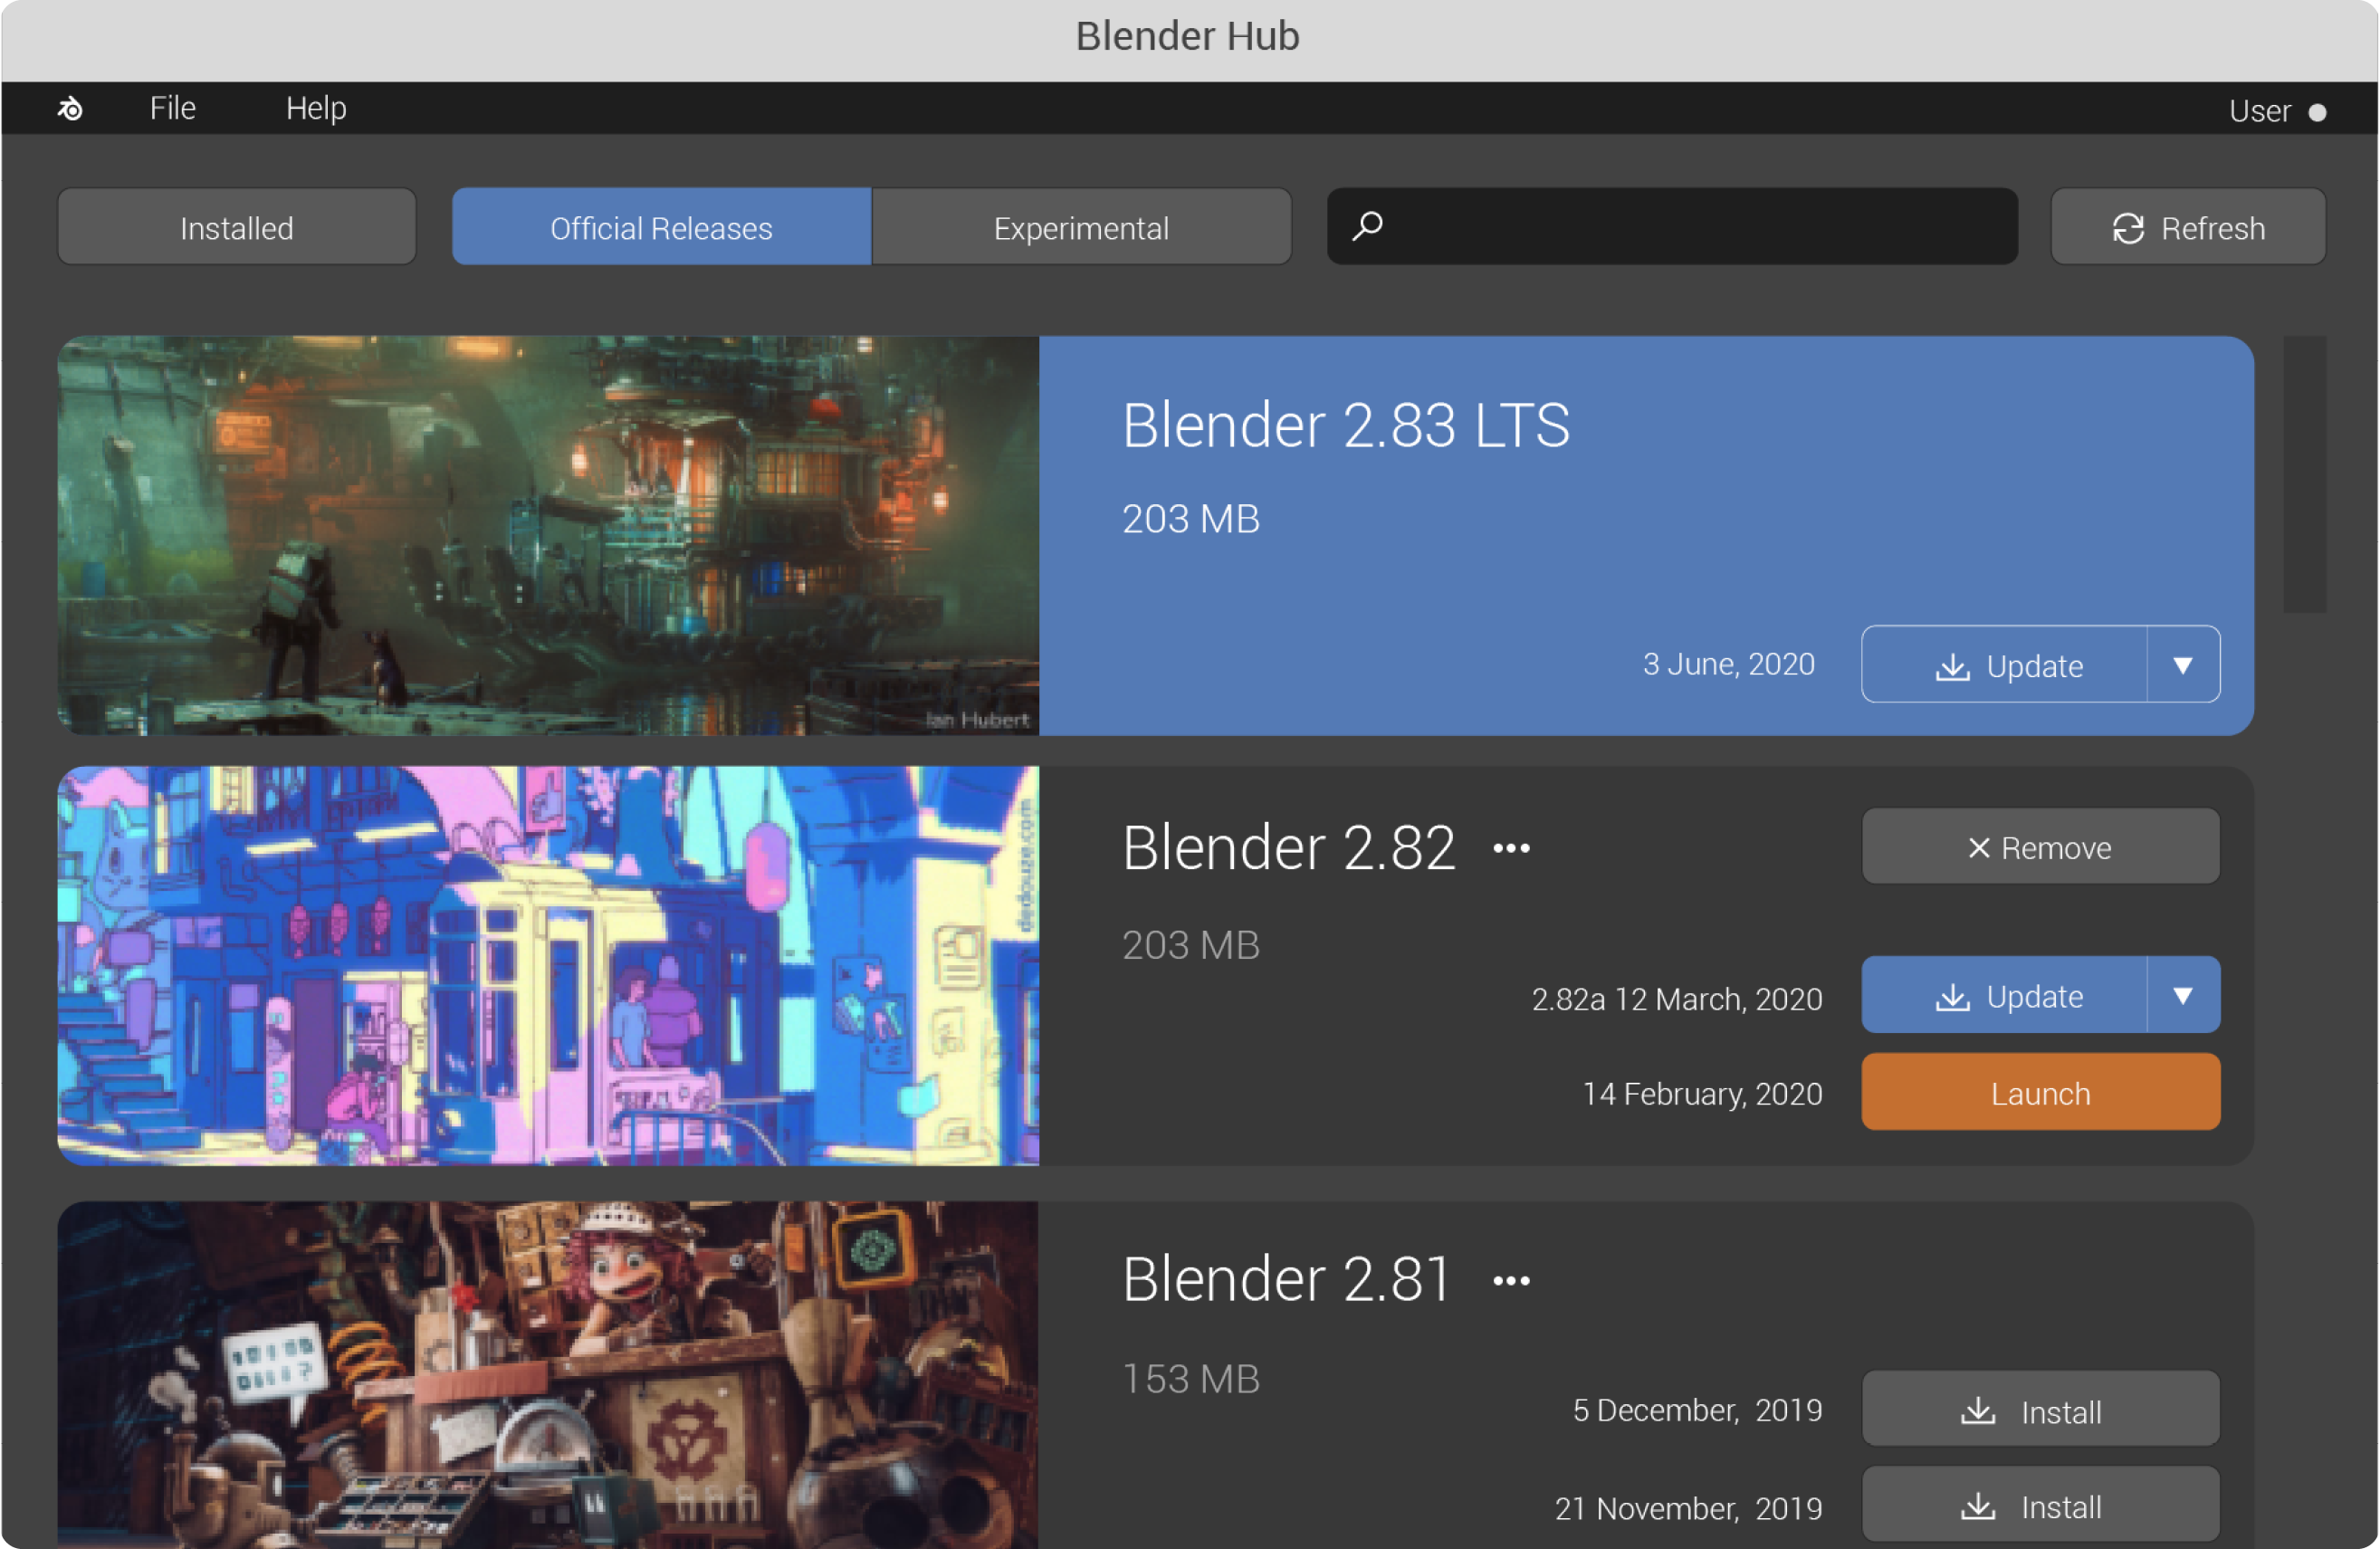 Blender Hub
File Help User
Installed Official Releases Experimental Refresh
Blender 2.83 LTS
203 MB
3 June, 2020 Update
Ian Hubert
dedouze.com
Blender 2.82 ••• Remove
203 MB
2.82a 12 March, 2020 Update
14 February, 2020 Launch
Blender 2.81 •••
153 MB
5 December, 2019 Install
21 November, 2019 Install